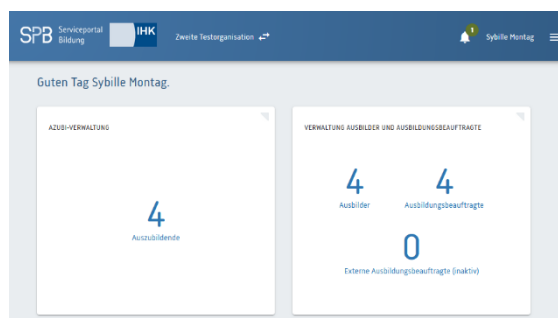 SPB Serviceportal Bildung
IHK
Zweite Testorganisation
1
Sybille Montag
Guten Tag Sybille Montag.
AZUBI-VERWALTUNG
4
Auszubildende
VERWALTUNG AUSBILDER UND AUSBILDUNGSBEAUFTRAGTE
4
Ausbilder
4
Ausbildungsbeauftragte
0
Externe Ausbildungsbeauftragte (inaktiv)